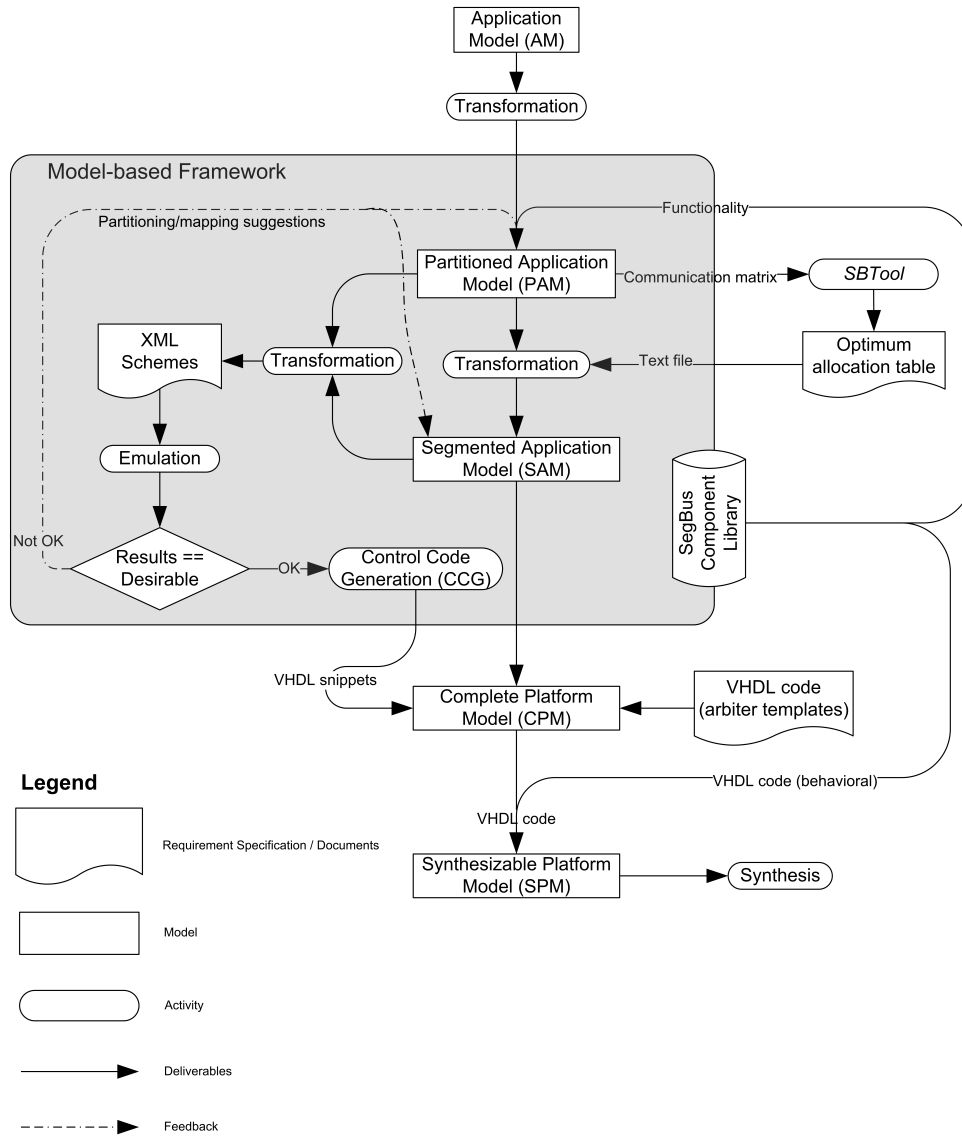 Application
Model (AM)
Transformation
Model-based Framework
Partitioning/mapping suggestions
Functionality
Partitioned Application
Model (PAM)
Communication matrix
SBTool
XML
Schemes
Transformation
Transformation
Text file
Optimum
allocation table
Emulation
Segmented Application
Model (SAM)
SegBus
Component
Library
Not OK
Results ==
Desirable
OK
Control Code
Generation (CCG)
VHDL snippets
Complete Platform
Model (CPM)
VHDL code
(arbiter templates)
VHDL code (behavioral)
VHDL code
Synthesizable Platform
Model (SPM)
Synthesis
Legend
Requirement Specification / Documents
Model
Activity
Deliverables
Feedback